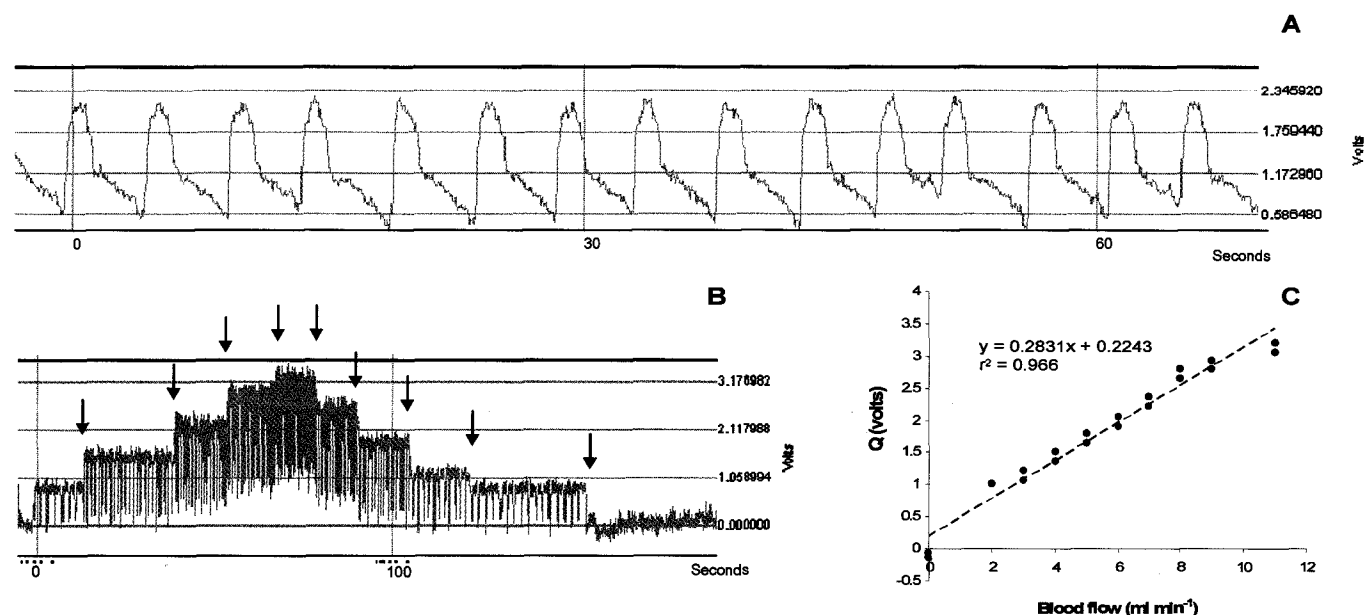 A
2.345920
1.759440
1.172960
0.586480
Volts
0
30
60
Seconds
B
3.176982
2.117988
1.058994
0.000000
Volts
0
100
Seconds
C
4
3.5
3
2.5
2
1.5
1
0.5
0
-0.5
Q (volts)
y = 0.2831x + 0.2243
r² = 0.966
0 2 4 6 8 10 12
Blood flow (ml min⁻¹)